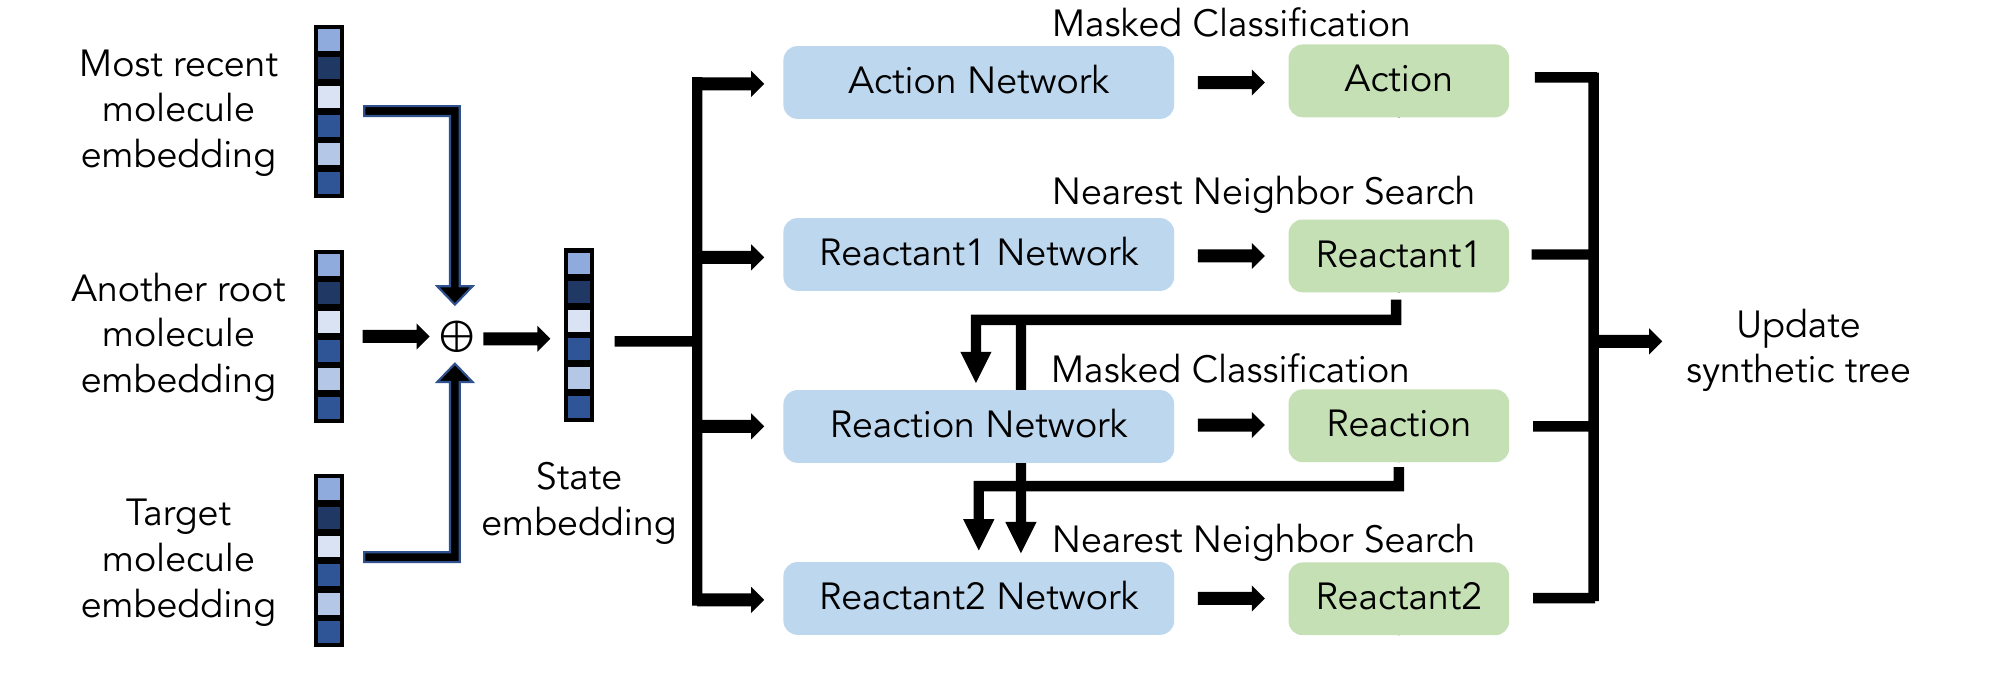 Most recent
molecule
embedding
Another root
molecule
embedding
Target
molecule
embedding
State
embedding
Masked Classification
Action Network
Action
Nearest Neighbor Search
Reactant1 Network
Reactant1
Masked Classification
Reaction Network
Reaction
Nearest Neighbor Search
Reactant2 Network
Reactant2
Update
synthetic tree